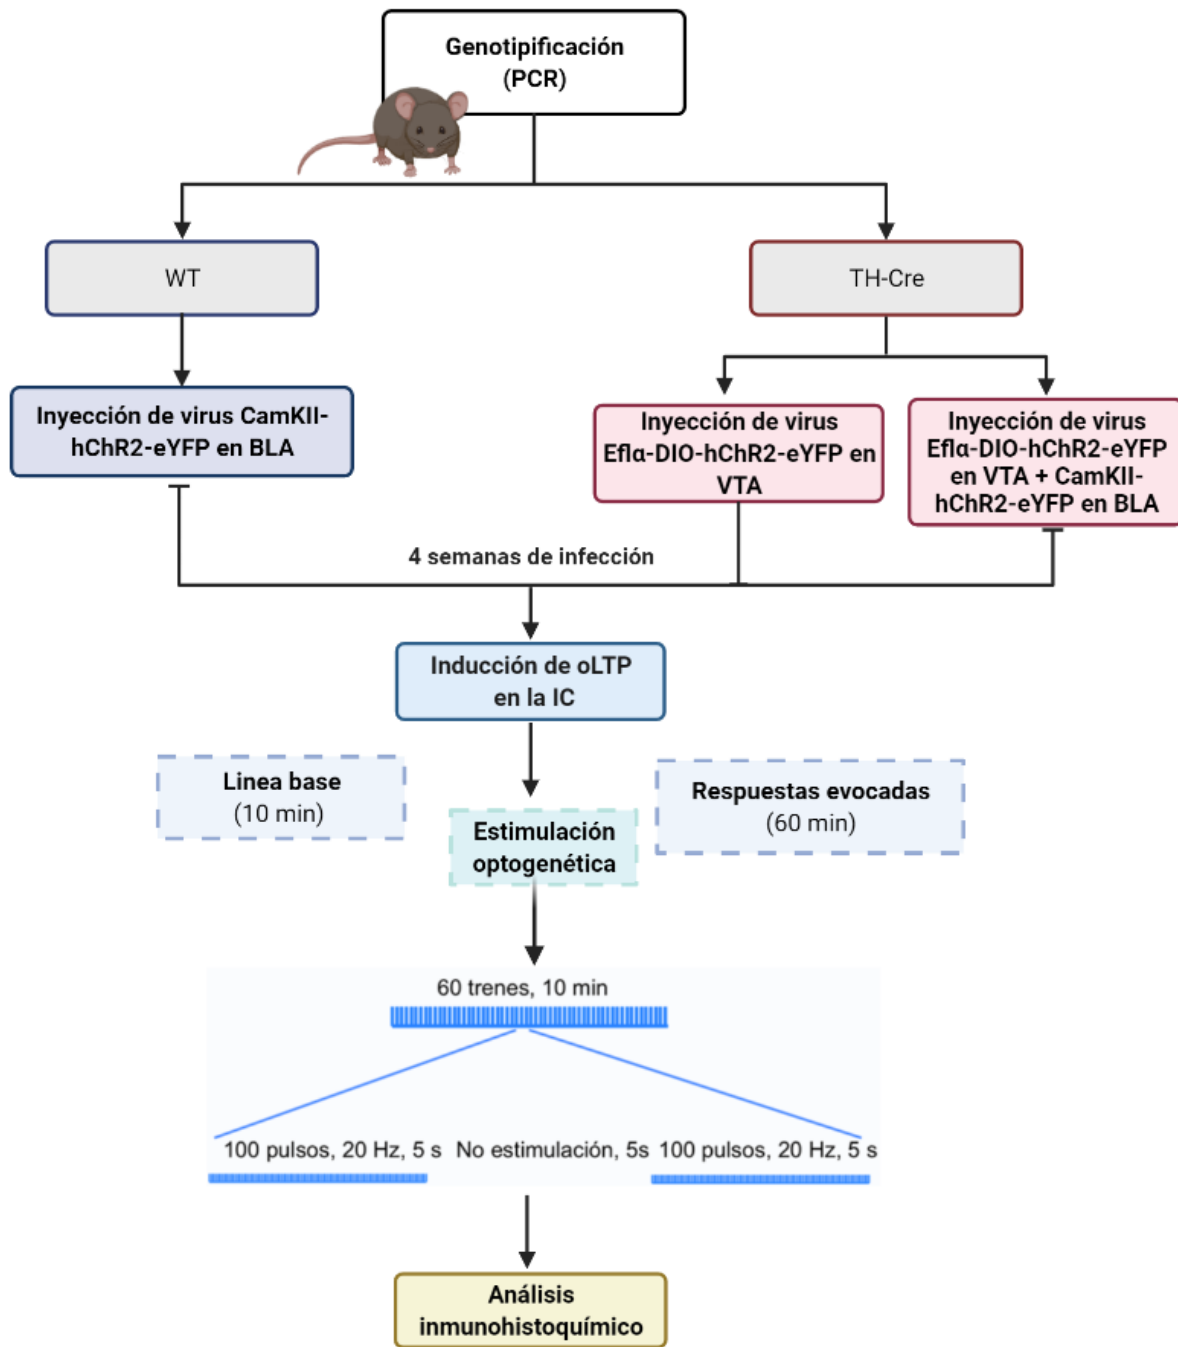 Genotipificación
(PCR)
WT
TH-Cre
Inyección de virus CamKII-
hChR2-eYFP en BLA
Inyección de virus
Efla-DIO-hChR2-eYFP en
VTA
Inyección de virus
Efla-DIO-hChR2-eYFP
en VTA + CamKII-
hChR2-eYFP en BLA
4 semanas de infección
Inducción de oLTP
en la IC
Linea base
(10 min)
Estimulación
optogenética
Respuestas evocadas
(60 min)
60 trenes, 10 min
100 pulsos, 20 Hz, 5 s
No estimulación, 5s
100 pulsos, 20 Hz, 5 s
Análisis
inmunohistoquímico